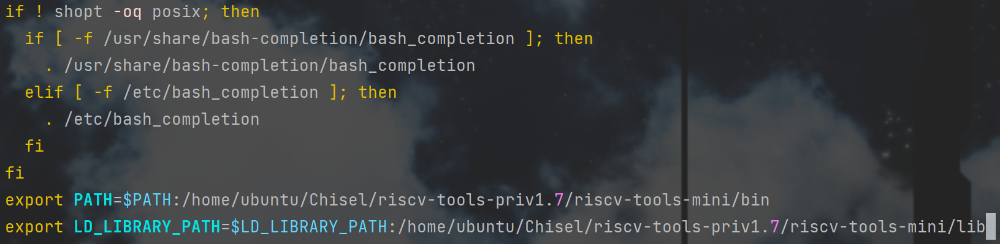 if ! shopt -oq posix; then
  if [ -f /usr/share/bash-completion/bash_completion ]; then
    . /usr/share/bash-completion/bash_completion
  elif [ -f /etc/bash_completion ]; then
    . /etc/bash_completion
  fi
fi
export PATH=$PATH:/home/ubuntu/Chisel/riscv-tools-priv1.7/riscv-tools-mini/bin
export LD_LIBRARY_PATH=$LD_LIBRARY_PATH:/home/ubuntu/Chisel/riscv-tools-priv1.7/riscv-tools-mini/lib